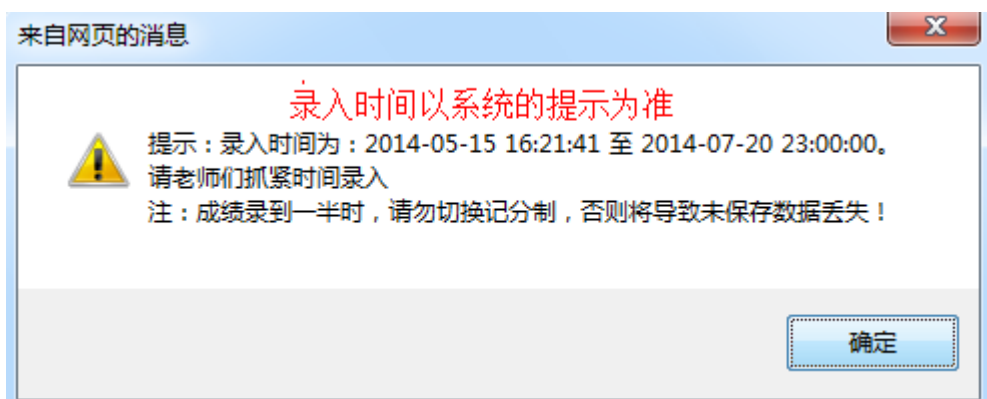 来自网页的消息
录入时间以系统的提示为准
提示：录入时间为：2014-05-15 16:21:41 至 2014-07-20 23:00:00。
请老师们抓紧时间录入
注：成绩录到一半时，请勿切换记分制，否则将导致未保存数据丢失！
确定